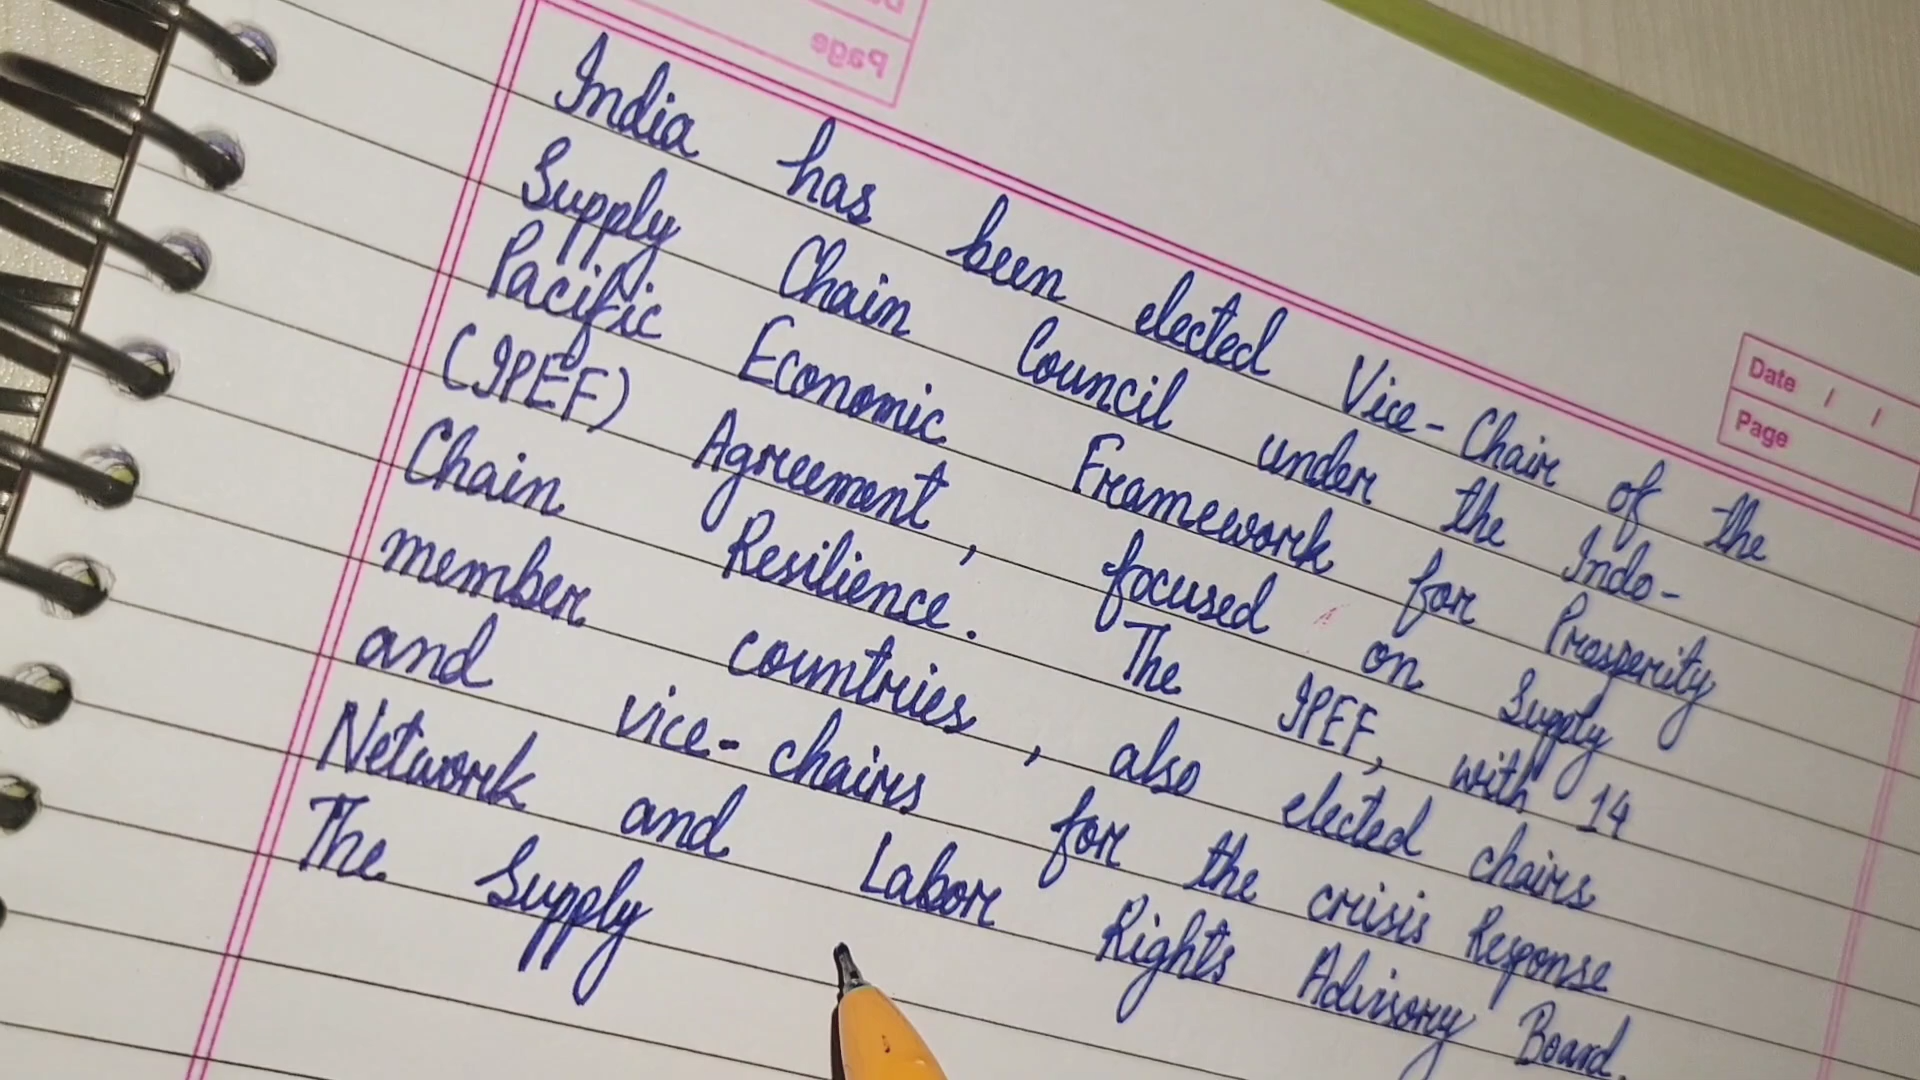 India has been elected Vice-Chair of the
Supply Chain Council under the Indo-
Pacific Economic Framework for Prosperity
(IPEF) Agreement, focused on Supply
Chain Resilience. The IPEF, with 14
member countries, also elected chairs
and vice-chairs for the crisis Response
Network and Labor Rights Advisory Board.
The Supply
Date / /
Page
Page